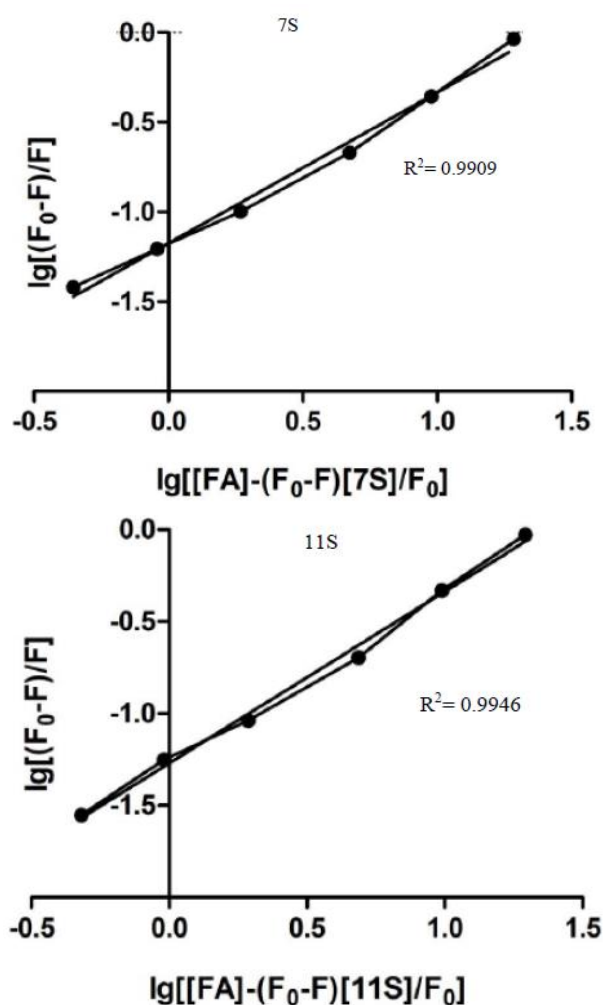 7S
0.0
-0.5
-1.0
-1.5
lg[(F₀-F)/F]
R²= 0.9909
-0.5 0.0 0.5 1.0 1.5
lg[[FA]-(F₀-F)[7S]/F₀]
11S
0.0
-0.5
-1.0
-1.5
lg[(F₀-F)/F]
R²= 0.9946
-0.5 0.0 0.5 1.0 1.5
lg[[FA]-(F₀-F)[11S]/F₀]